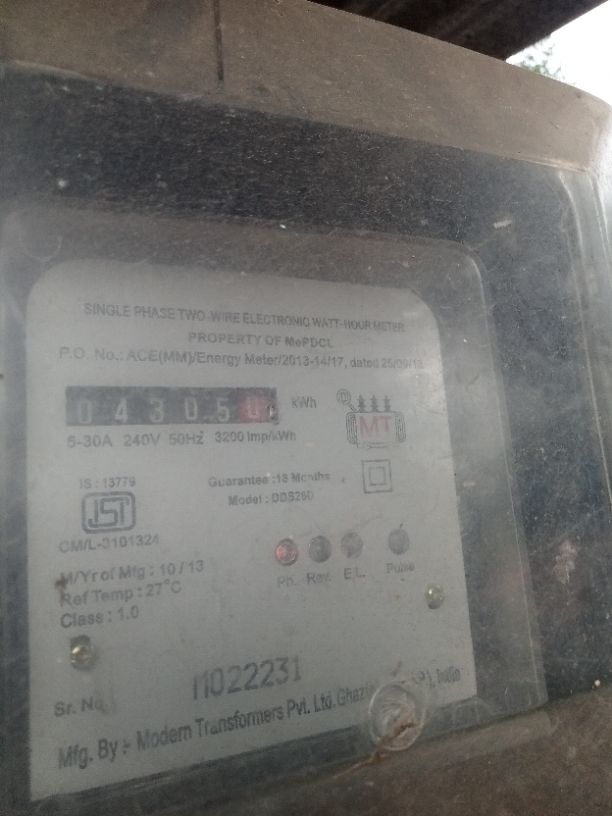 SINGLE PHASE TWO-WIRE ELECTRONIC WATT-HOUR METER
PROPERTY OF MePDCL
P.O. No.: ACE(MM)/Energy Meter/2013-14/17, dated 25/09/13
0 4 3 0 5 0 kWh
5-30A 240V 50HZ 3200 Imp/kWh
MT
IS : 13779
Guarantee :18 Months
Model : DDS26D
CM/L-3101324
M/Yr of Mfg : 10 / 13
Ref Temp : 27°C
Class : 1.0
Ph. Rev. E.L. Pulse
Sr. No. M022231
Mfg. By :- Modern Transformers Pvt. Ltd. India